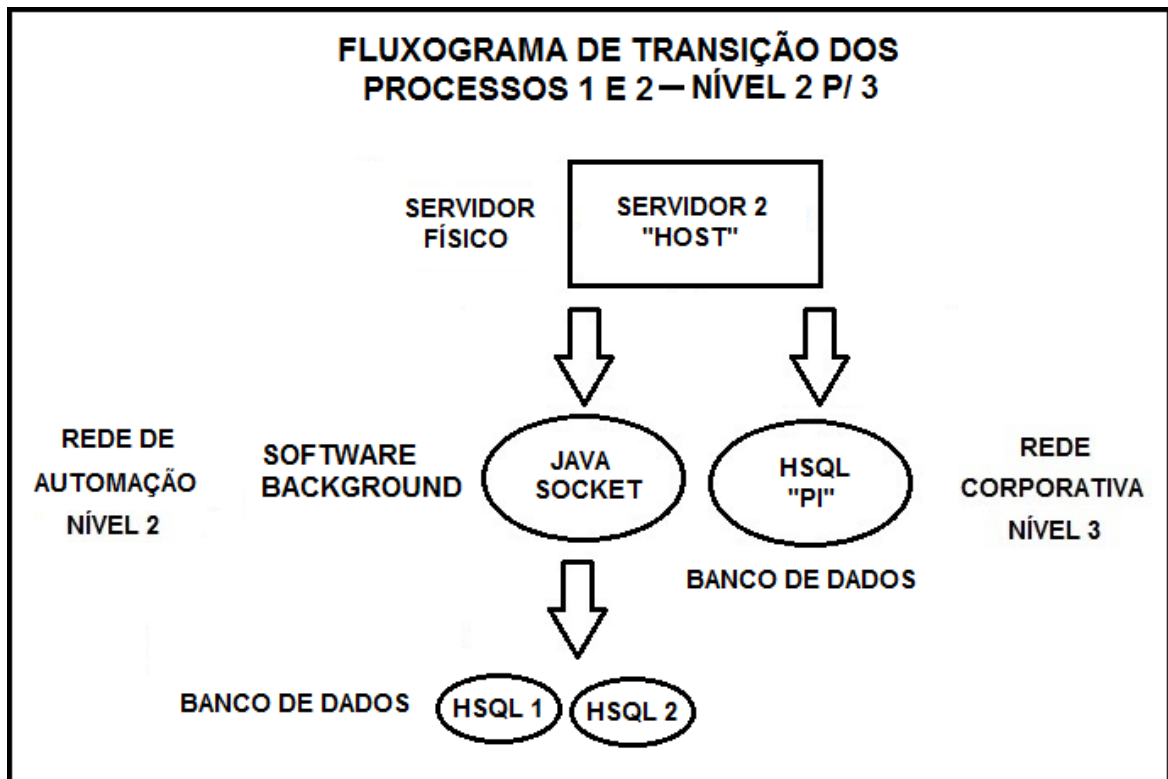 FLUXOGRAMA DE TRANSIÇÃO DOS
PROCESSOS 1 E 2 — NÍVEL 2 P/ 3
SERVIDOR
FÍSICO
SERVIDOR 2
"HOST"
REDE DE
AUTOMAÇÃO
NÍVEL 2
SOFTWARE
BACKGROUND
JAVA
SOCKET
HSQL
"PI"
REDE
CORPORATIVA
NÍVEL 3
BANCO DE DADOS
BANCO DE DADOS
HSQL 1
HSQL 2